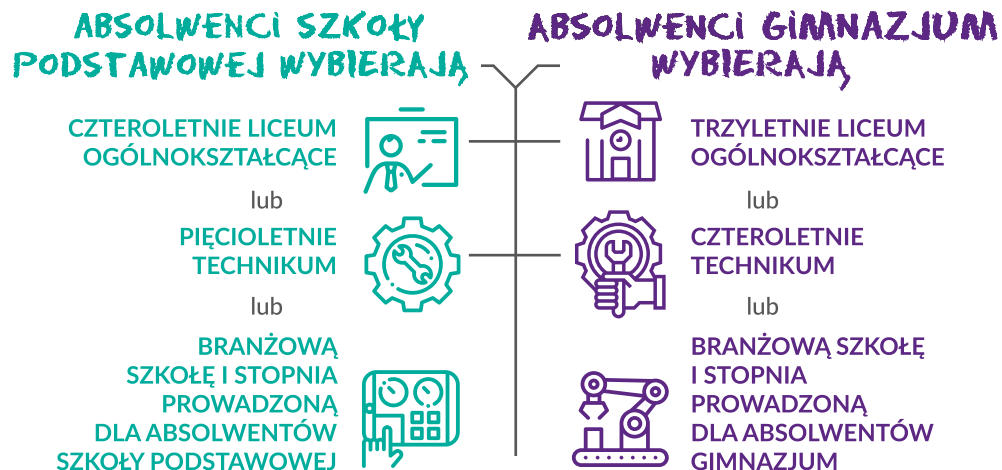 ABSOLWENCI SZKOŁY
PODSTAWOWEJ WYBIERAJĄ
CZTEROLETNIE LICEUM
OGÓLNOKSZTAŁCĄCE
lub
PIĘCIOLETNIE
TECHNIKUM
lub
BRANŻOWĄ
SZKOŁĘ I STOPNIA
PROWADZONĄ
DLA ABSOLWENTÓW
SZKOŁY PODSTAWOWEJ
ABSOLWENCI GIMNAZJUM
WYBIERAJĄ
TRZYLETNIE LICEUM
OGÓLNOKSZTAŁCĄCE
lub
CZTEROLETNIE
TECHNIKUM
lub
BRANŻOWĄ SZKOŁĘ
I STOPNIA
PROWADZONĄ
DLA ABSOLWENTÓW
GIMNAZJUM